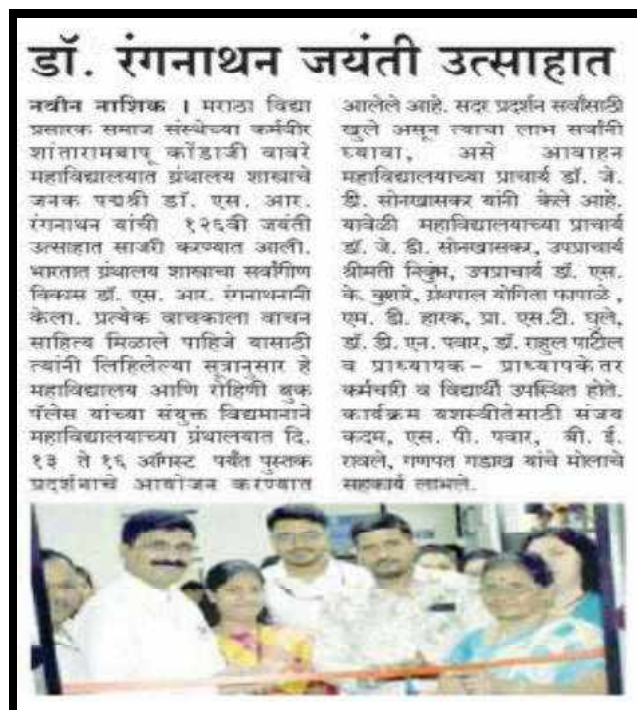 डॉ. रंगनाथन जयंती उत्साहात
नवीन नाशिक । मराठा विद्या
प्रसारक समाज संस्थेच्या कर्मवीर
शांतारामबापू कोंडाजी वावरे
महाविद्यालयात ग्रंथालय शास्त्राचे
जनक पद्मश्री डॉ. एस. आर.
रंगनाथन यांची १२६वी जयंती
उत्साहात साजरी करण्यात आली.
भारतात ग्रंथालय शास्त्राचा सर्वांगीण
विकास डॉ. एस. आर. रंगनाथनानी
केला. प्रत्येक वाचकाला वाचन
साहित्य मिळाले पाहिजे यासाठी
त्यांनी लिहिलेल्या सूत्रानुसार हे
महाविद्यालय आणि रोहिणी बुक
पॅलेस यांच्या संयुक्त विद्यमानाने
महाविद्यालयाच्या ग्रंथालयात दि.
१३ ते १६ ऑगस्ट पर्यंत पुस्तक
प्रदर्शनाचे आयोजन करण्यात
आलेले आहे. सदर प्रदर्शन सर्वांसाठी
खुले असून त्याचा लाभ सर्वांनी
घ्यावा, असे आवाहन
महाविद्यालयाच्या प्राचार्य डॉ. जे.
डी. सोनखासकर यांनी केले आहे.
यावेळी महाविद्यालयाच्या प्राचार्य
डॉ. जे. डी. सोनखासकर, उपप्राचार्य
श्रीमती निकुंभ, उपप्राचार्य डॉ. एस.
के. कुशारे, ग्रंथपाल योगिता फापाळे,
एम. डी. हारक, प्रा. एस.टी. घुले,
डॉ. डी. एन. पवार, डॉ. राहुल पाटील
व प्राध्यापक– प्राध्यापकेतर
कर्मचारी व विद्यार्थी उपस्थित होते.
कार्यक्रम यशस्वीतेसाठी संजय
कदम, एस. पी. पवार, बी. ई.
रावले, गणपत गडाख यांचे मोलाचे
सहकार्य लाभले.